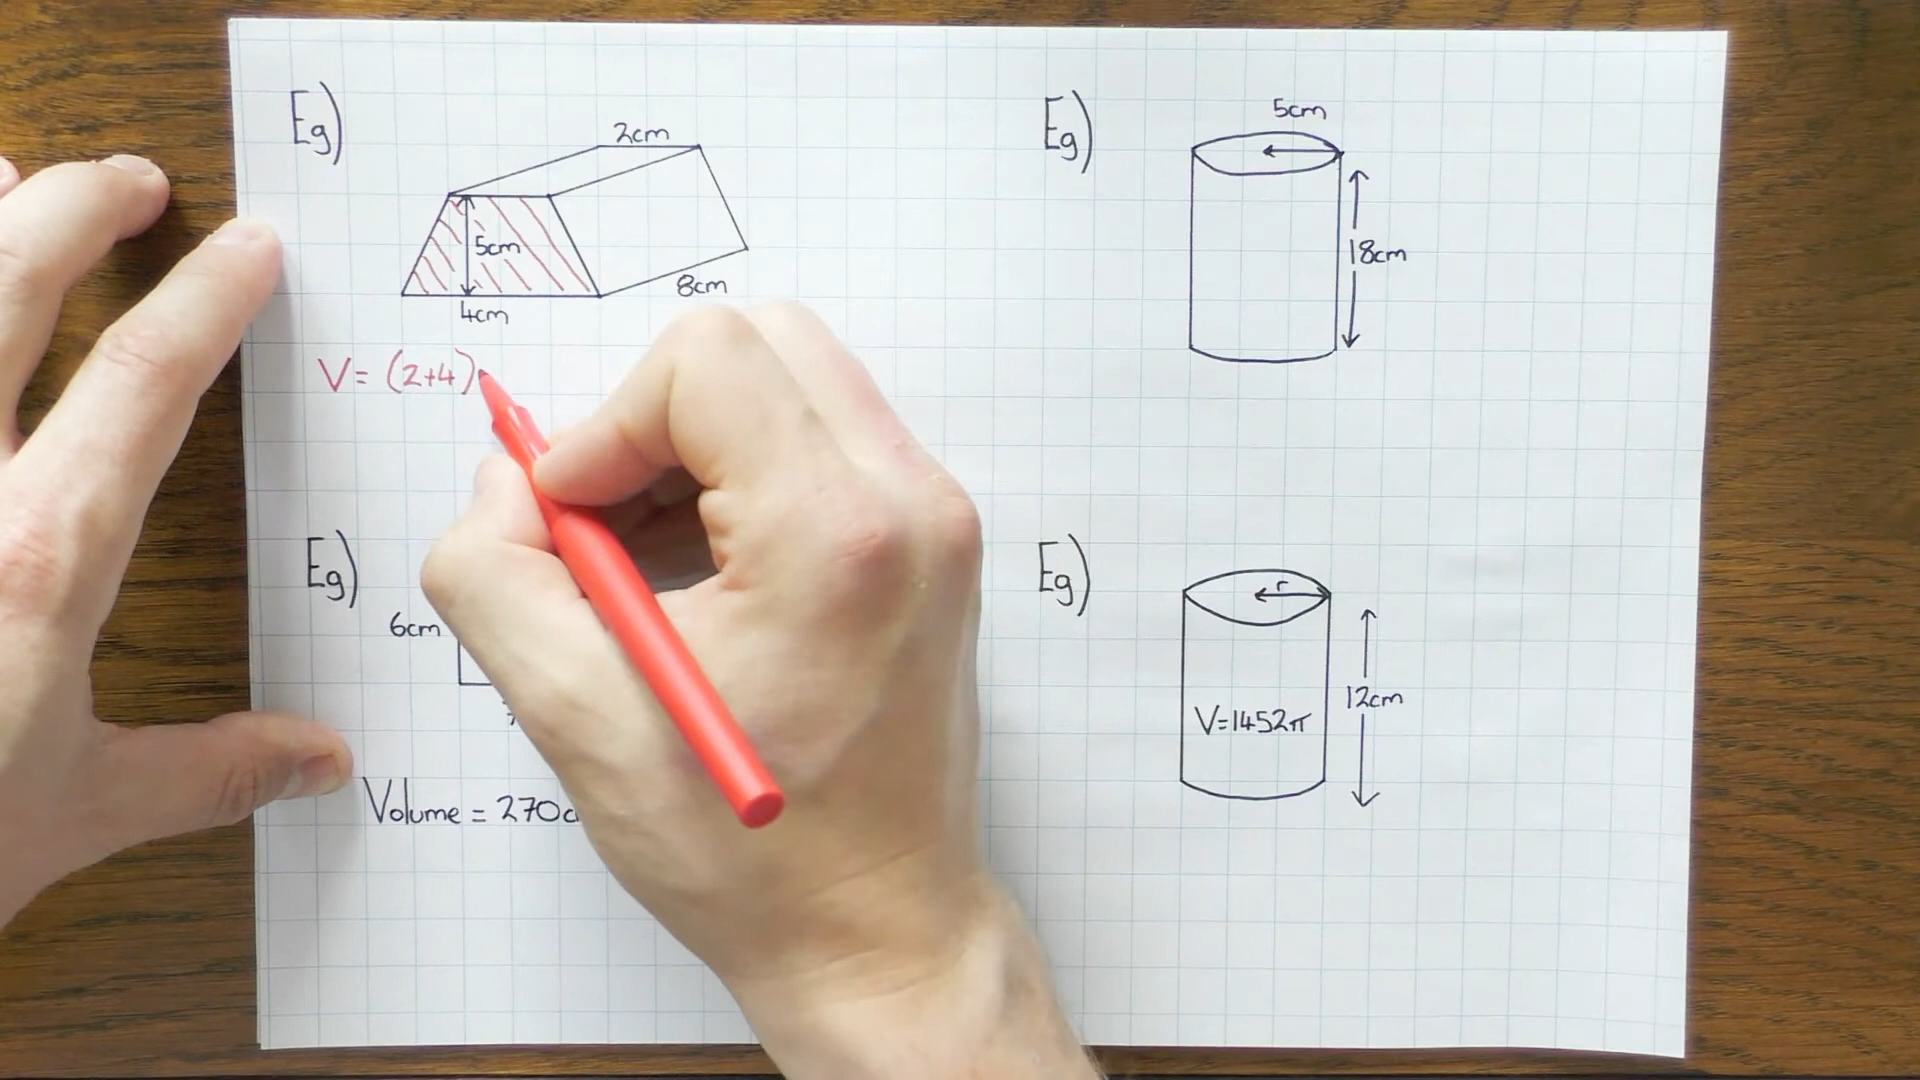 Eg)
2cm
5cm
8cm
4cm
V= (2+4)
Eg)
5cm
18cm
Eg)
6cm
Volume = 270c
Eg)
r
12cm
V=1452π